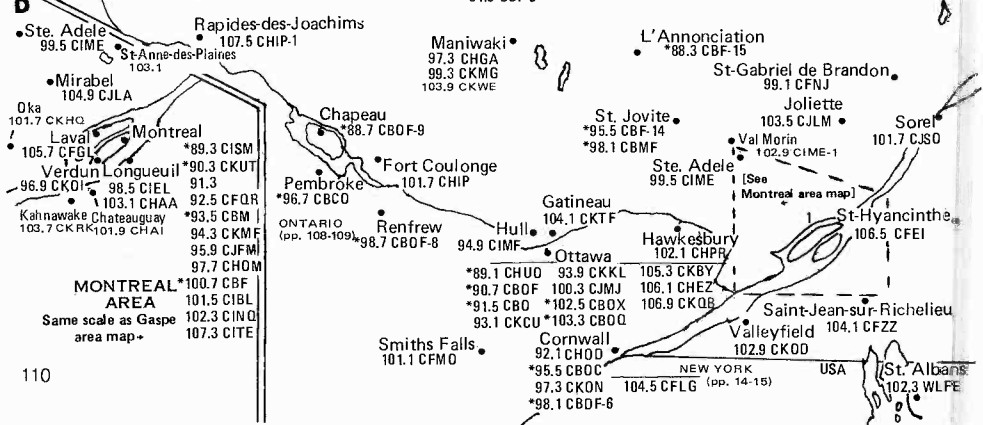 D
Ste. Adele
99.5 CIME
St-Anne-des-Plaines
103.1
Rapides-des-Joachims
107.5 CHIP-1
Mirabel
104.9 CJLA
Oka
101.7 CKHQ
Laval
105.7 CFGL
Montreal
Verdun
96.9 CKOI
Longueuil
98.5 CIEL
103.1 CHAA
Kahnawake
103.7 CKRK
Chateauguay
101.9 CHAI
*89.3 CISM
*90.3 CKUT
91.3
92.5 CFQR
*93.5 CBM
94.3 CKMF
95.9 CJFM
97.7 CHOM
*100.7 CBF
101.5 CIBL
102.3 CINQ
107.3 CITE
MONTREAL
AREA
Same scale as Gaspe
area map
110
Chapeau
*88.7 CBOF-9
Pembroke
*96.7 CBCO
Fort Coulonge
101.7 CHIP
ONTARIO
(pp. 108-109)
Renfrew
*98.7 CBOF-8
Maniwaki
97.3 CHGA
99.3 CKMG
103.9 CKWE
L'Annonciation
*88.3 CBF-15
St-Gabriel de Brandon
99.1 CFNJ
Joliette
103.5 CJLM
St. Jovite
*95.5 CBF-14
*98.1 CBMF
Val Morin
102.9 CIME-1
Sorel
101.7 CJSO
Ste. Adele
99.5 CIME
[See
Montreal area map]
Gatineau
104.1 CKTF
Hull
94.9 CIMF
Hawkesbury
102.1 CHPR
1
St-Hyancinthe
106.5 CFEI
Ottawa
*89.1 CHUO
*90.7 CBOF
*91.5 CBO
93.1 CKCU
93.9 CKKL
100.3 CJMJ
*102.5 CBOX
*103.3 CBOQ
105.3 CKBY
106.1 CHEZ
106.9 CKQB
Saint-Jean-sur-Richelieu
104.1 CFZZ
Valleyfield
102.9 CKOD
Smiths Falls
101.1 CFMO
Cornwall
92.1 CHOD
*95.5 CBOC
97.3 CKON
*98.1 CBOF-6
104.5 CFLG
NEW YORK
(pp. 14-15)
USA
St. Albans
102.3 WLFE